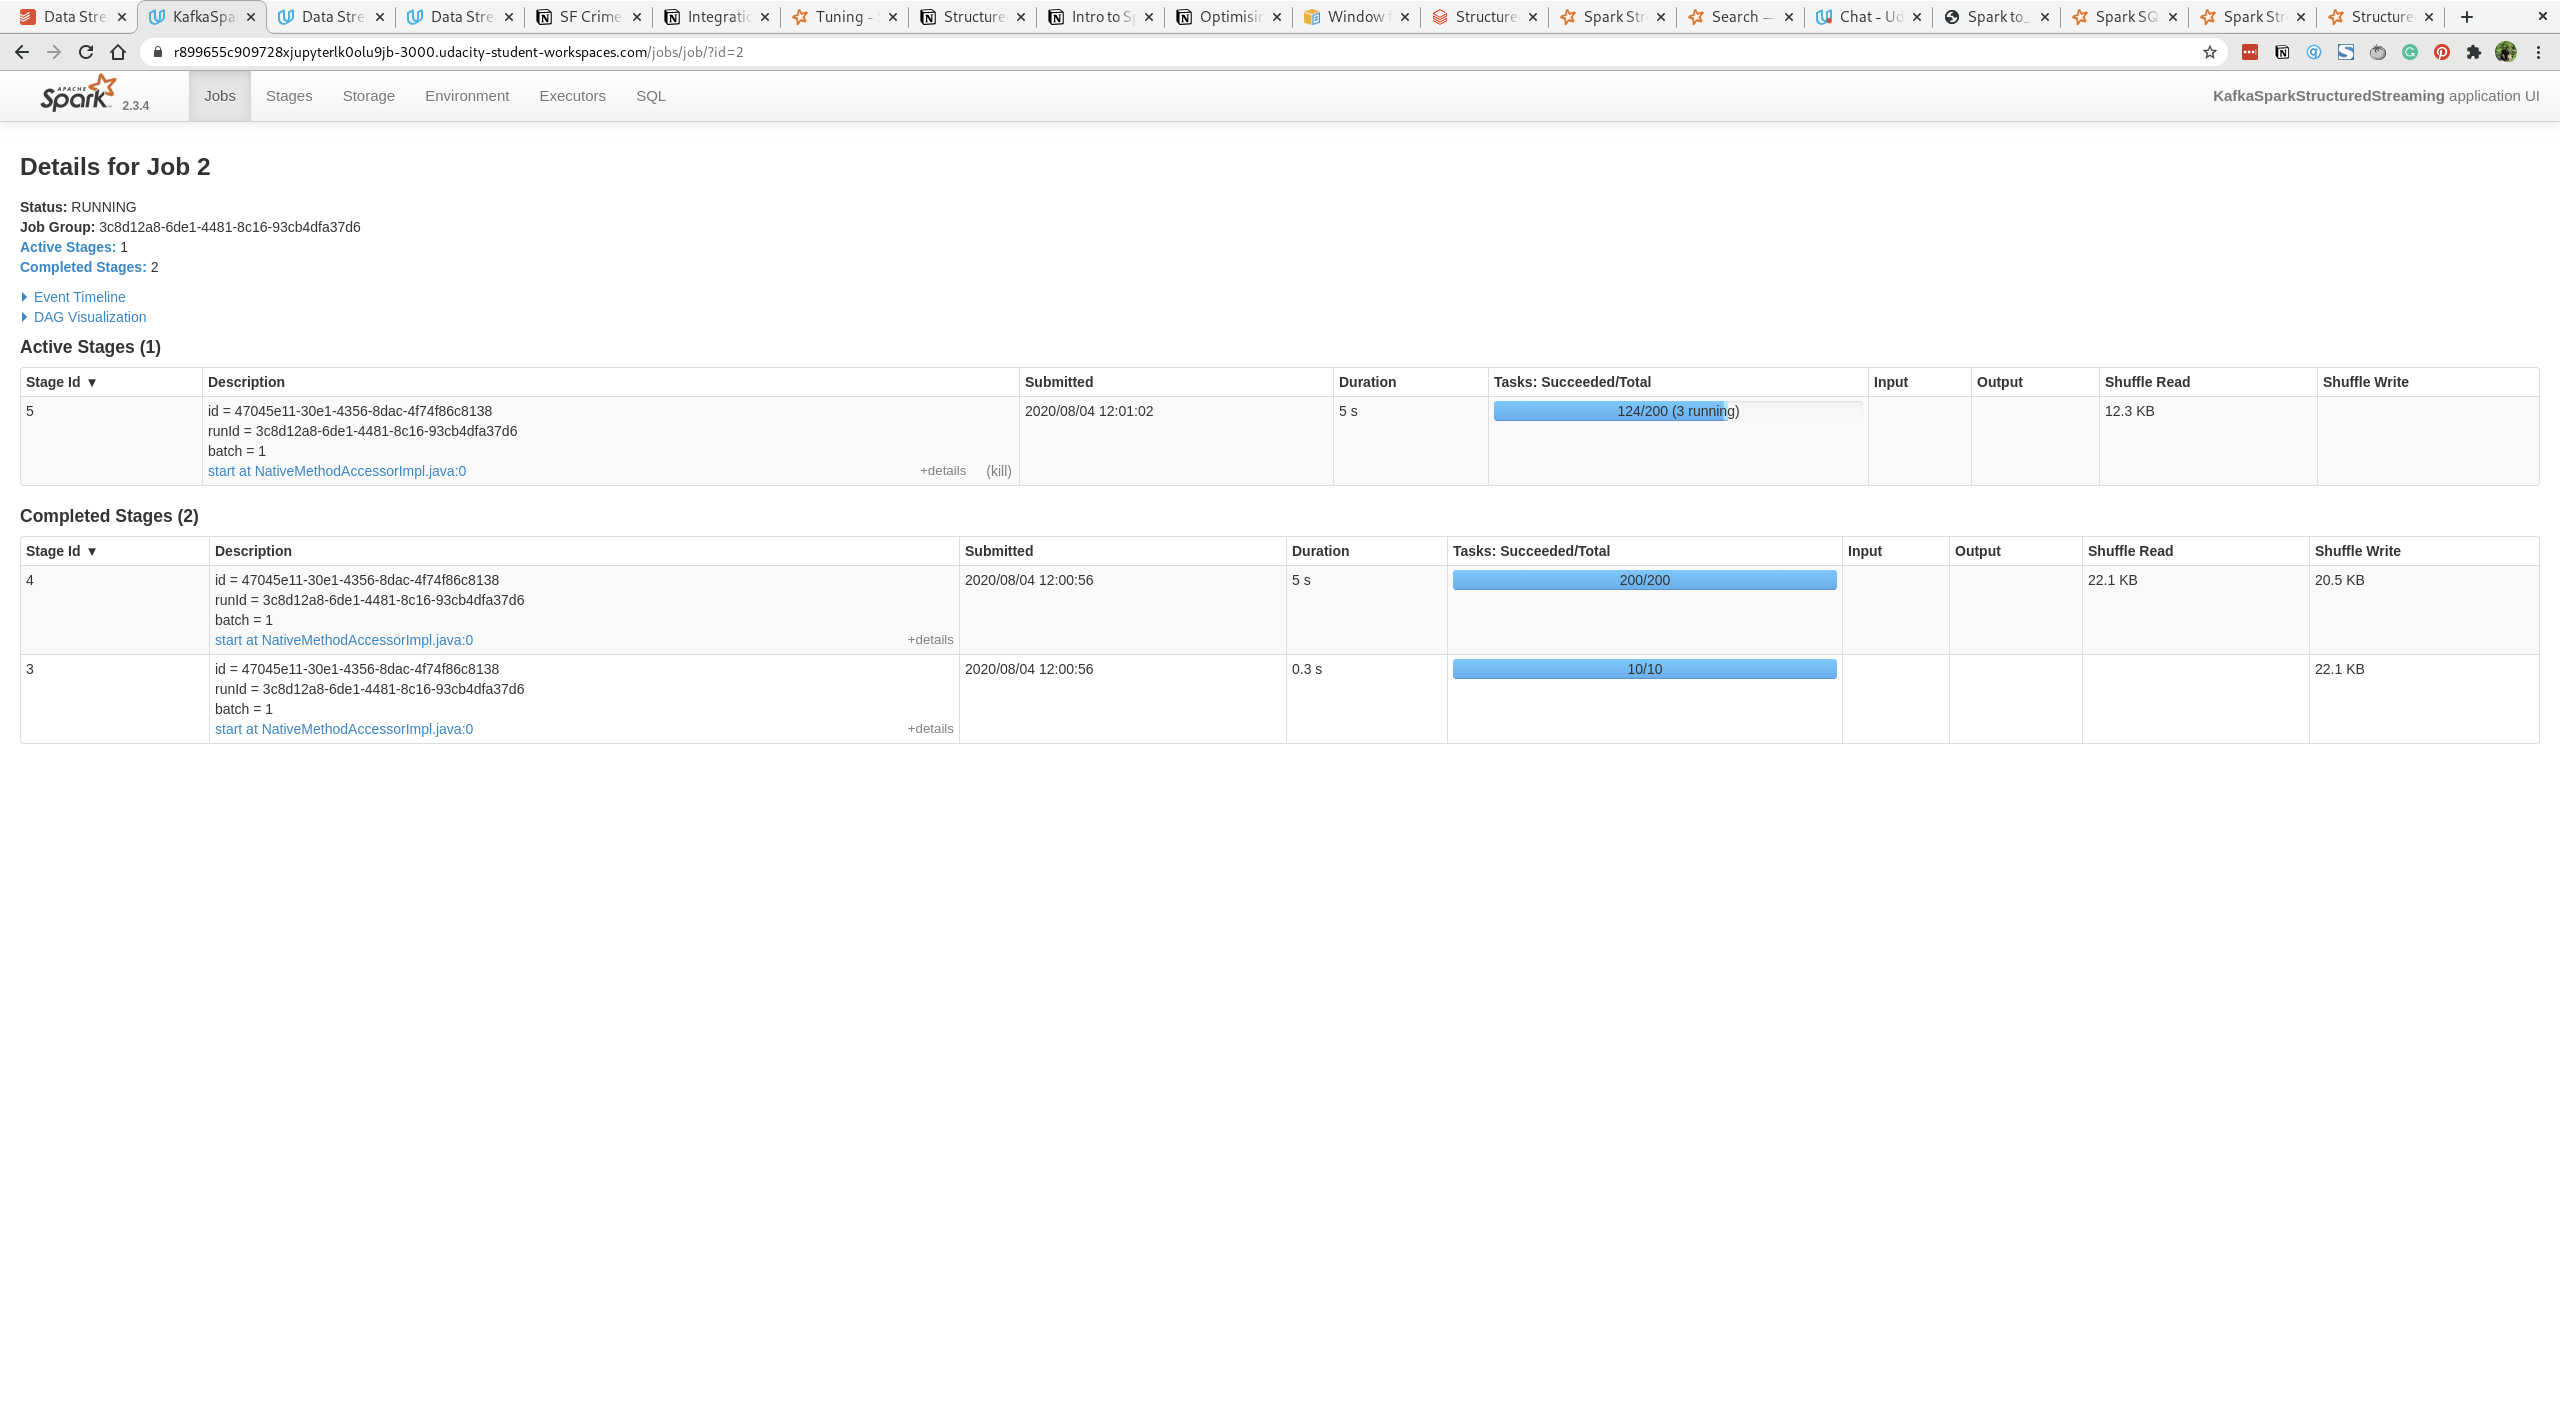 Data Stre
KafkaSpa
Data Stre
Data Stre
SF Crime
Integratic
Tuning -
Structure
Intro to S
Optimisin
Window f
Structure
Spark Str
Search —
Chat - Ud
Spark to_
Spark SQ
Spark Str
Structure
r899655c909728xjupyterlk0olu9jb-3000.udacity-student-workspaces.com/jobs/job/?id=2
APACHE Spark 2.3.4 Jobs Stages Storage Environment Executors SQL KafkaSparkStructuredStreaming application UI
Details for Job 2
Status: RUNNING
Job Group: 3c8d12a8-6de1-4481-8c16-93cb4dfa37d6
Active Stages: 1
Completed Stages: 2
Event Timeline
DAG Visualization
Active Stages (1)
Stage Id ▾ Description Submitted Duration Tasks: Succeeded/Total Input Output Shuffle Read Shuffle Write
5 id = 47045e11-30e1-4356-8dac-4f74f86c8138 2020/08/04 12:01:02 5 s 124/200 (3 running) 12.3 KB
runId = 3c8d12a8-6de1-4481-8c16-93cb4dfa37d6
batch = 1
start at NativeMethodAccessorImpl.java:0 +details (kill)
Completed Stages (2)
Stage Id ▾ Description Submitted Duration Tasks: Succeeded/Total Input Output Shuffle Read Shuffle Write
4 id = 47045e11-30e1-4356-8dac-4f74f86c8138 2020/08/04 12:00:56 5 s 200/200 22.1 KB 20.5 KB
runId = 3c8d12a8-6de1-4481-8c16-93cb4dfa37d6
batch = 1
start at NativeMethodAccessorImpl.java:0 +details
3 id = 47045e11-30e1-4356-8dac-4f74f86c8138 2020/08/04 12:00:56 0.3 s 10/10 22.1 KB
runId = 3c8d12a8-6de1-4481-8c16-93cb4dfa37d6
batch = 1
start at NativeMethodAccessorImpl.java:0 +details